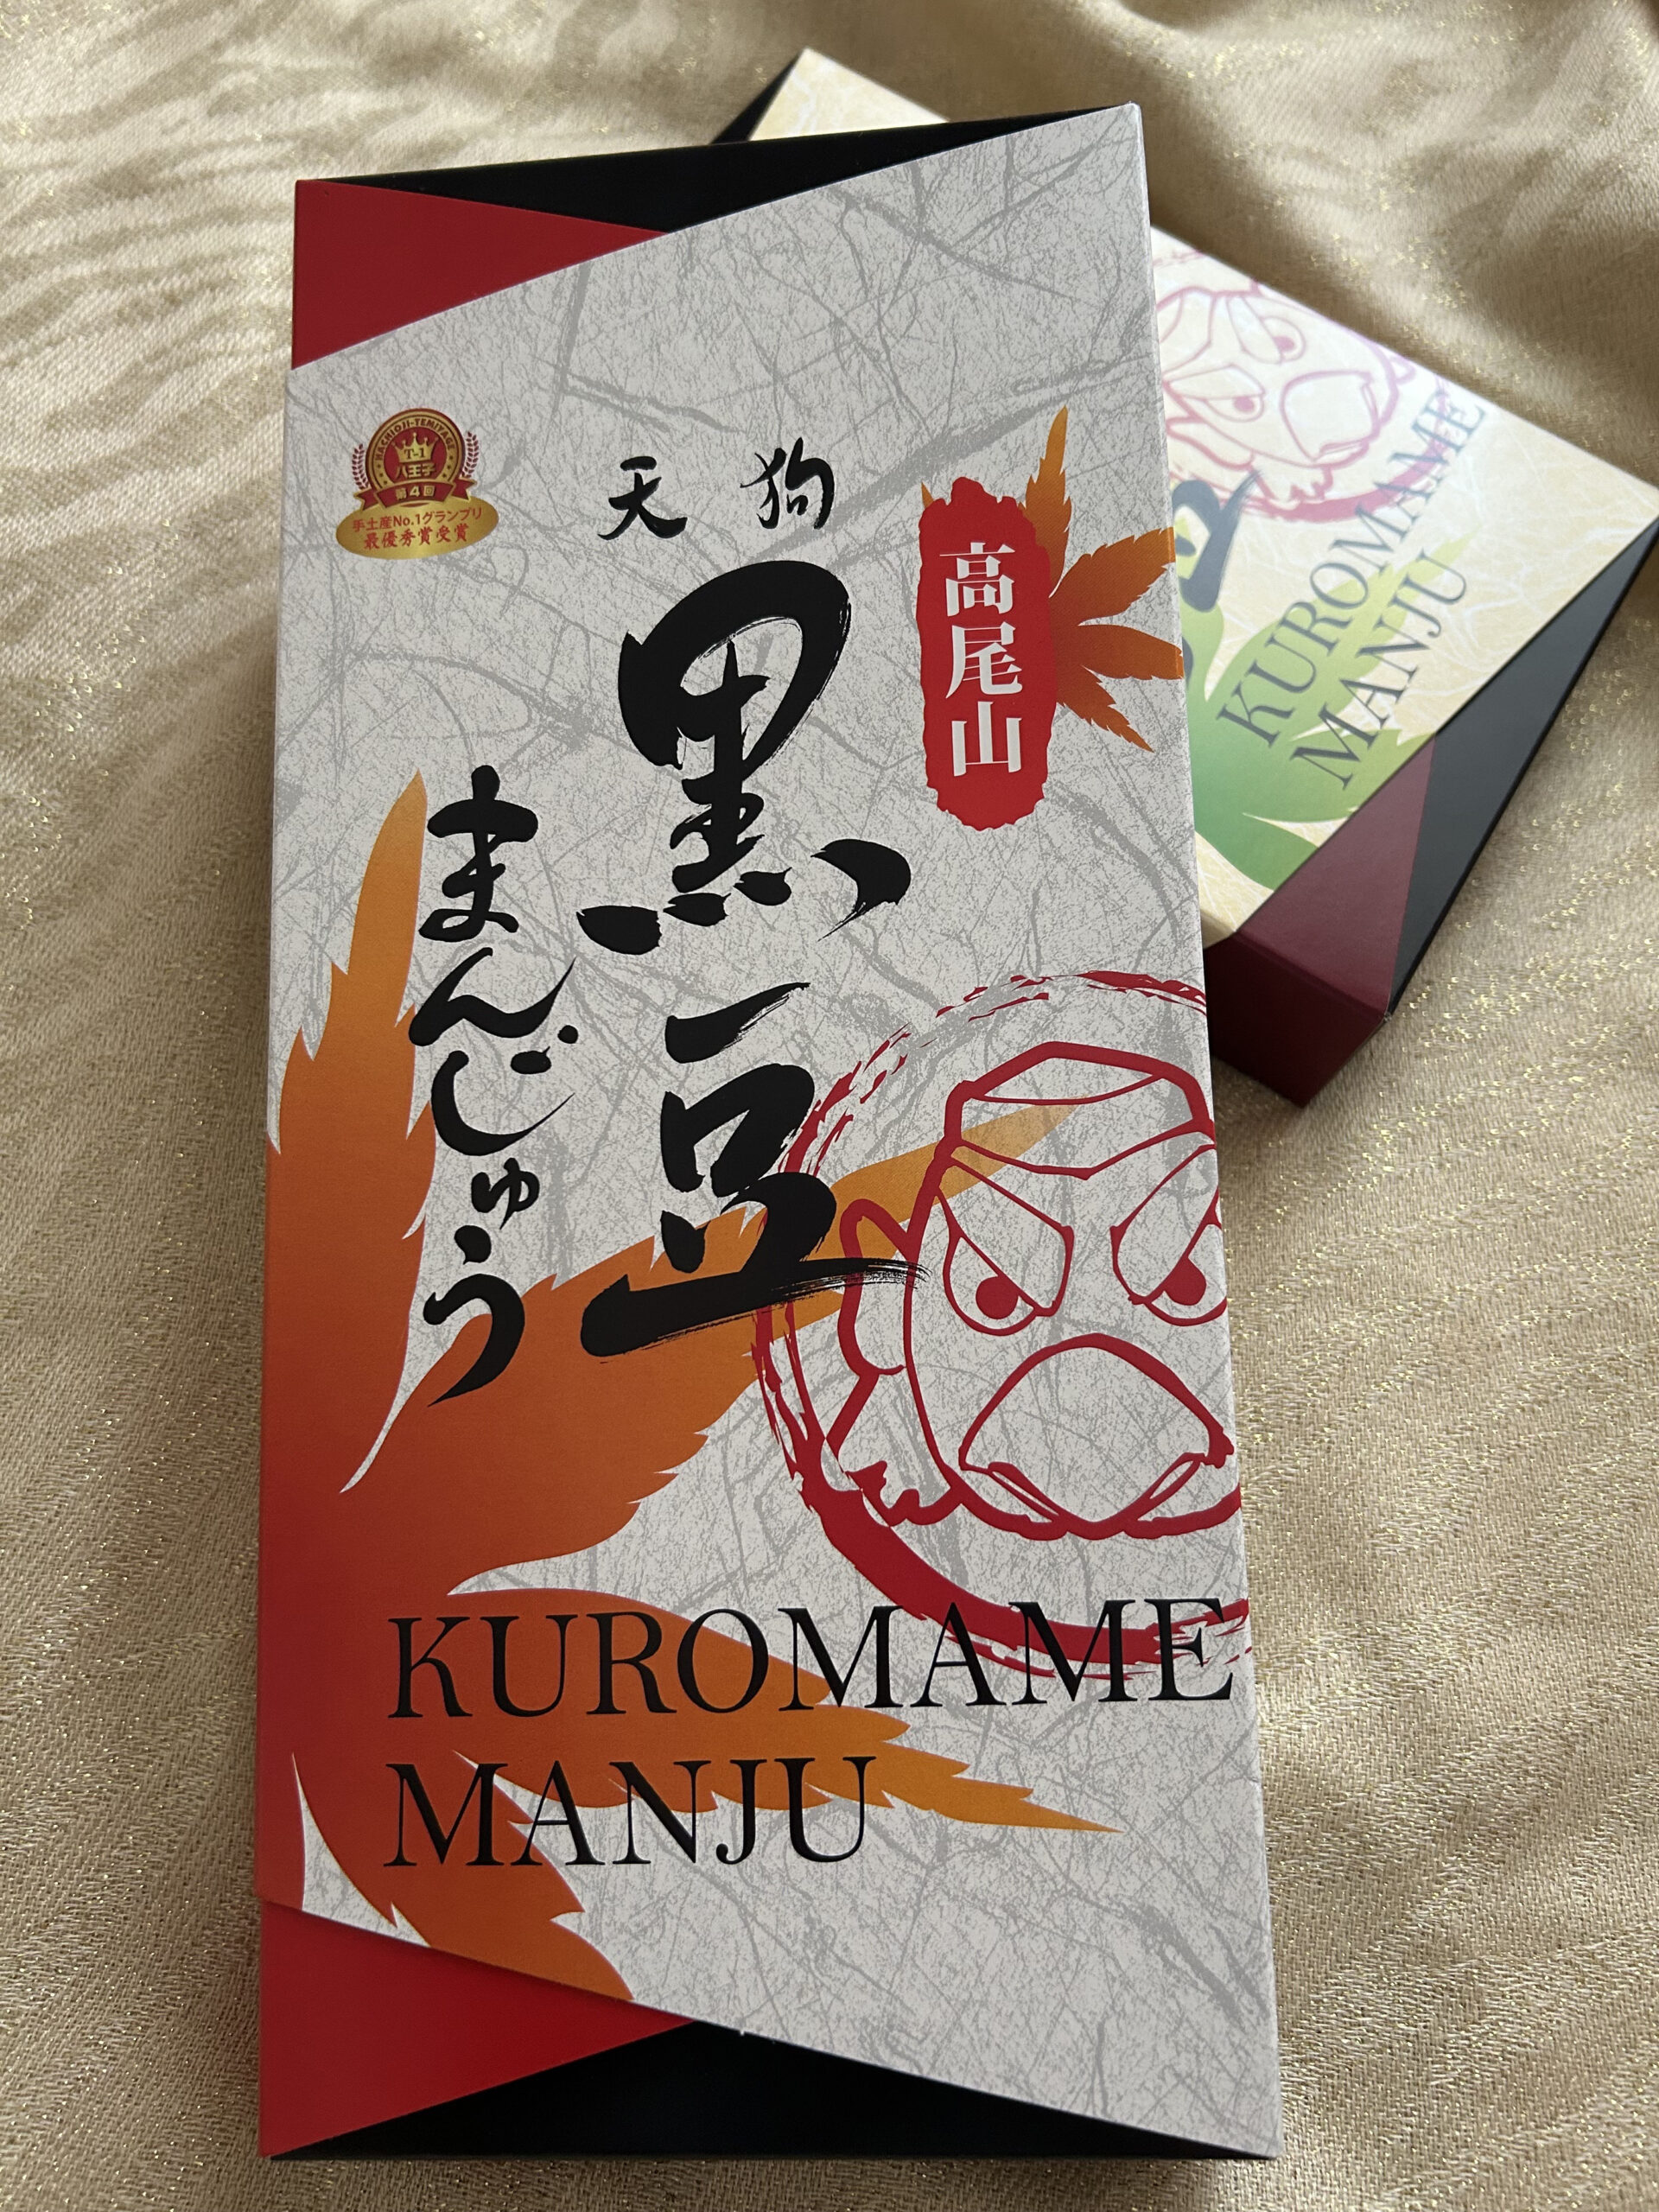 HACHIOJI-TEMIYAGE
T-1
八王子
第4回
手土産No.1グランプリ
最優秀賞受賞
天狗
高尾山
黒豆
まんじゅう
KUROMAME
MANJU
KUROMAME
MANJU